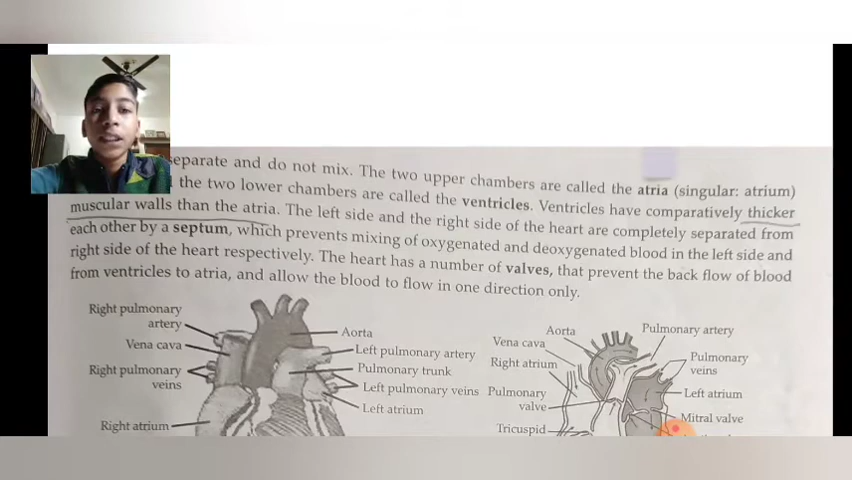 separate and do not mix. The two upper chambers are called the atria (singular: atrium)
the two lower chambers are called the ventricles. Ventricles have comparatively thicker
muscular walls than the atria. The left side and the right side of the heart are completely separated from
each other by a septum, which prevents mixing of oxygenated and deoxygenated blood in the left side and
right side of the heart respectively. The heart has a number of valves, that prevent the back flow of blood
from ventricles to atria, and allow the blood to flow in one direction only.
Right pulmonary
artery
Vena cava
Right pulmonary
veins
Right atrium
Aorta
Left pulmonary artery
Pulmonary trunk
Left pulmonary veins
Left atrium
Aorta
Vena cava
Right atrium
Pulmonary
valve
Tricuspid
Pulmonary artery
Pulmonary
veins
Left atrium
Mitral valve